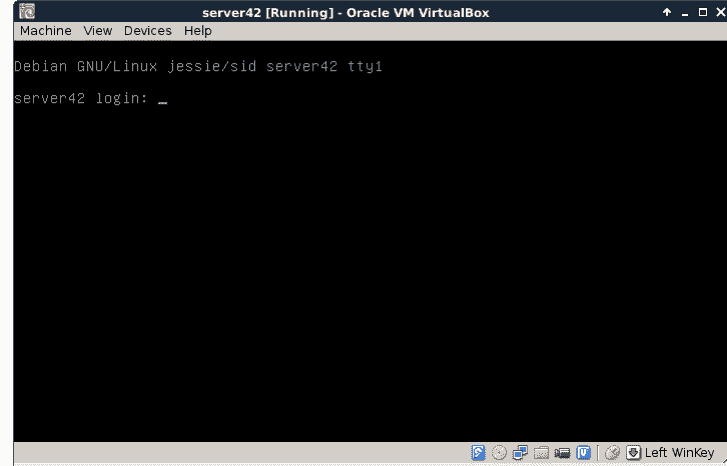 server42 [Running] - Oracle VM VirtualBox
Machine View Devices Help
Debian GNU/Linux jessie/sid server42 tty1
server42 login: _
Left WinKey